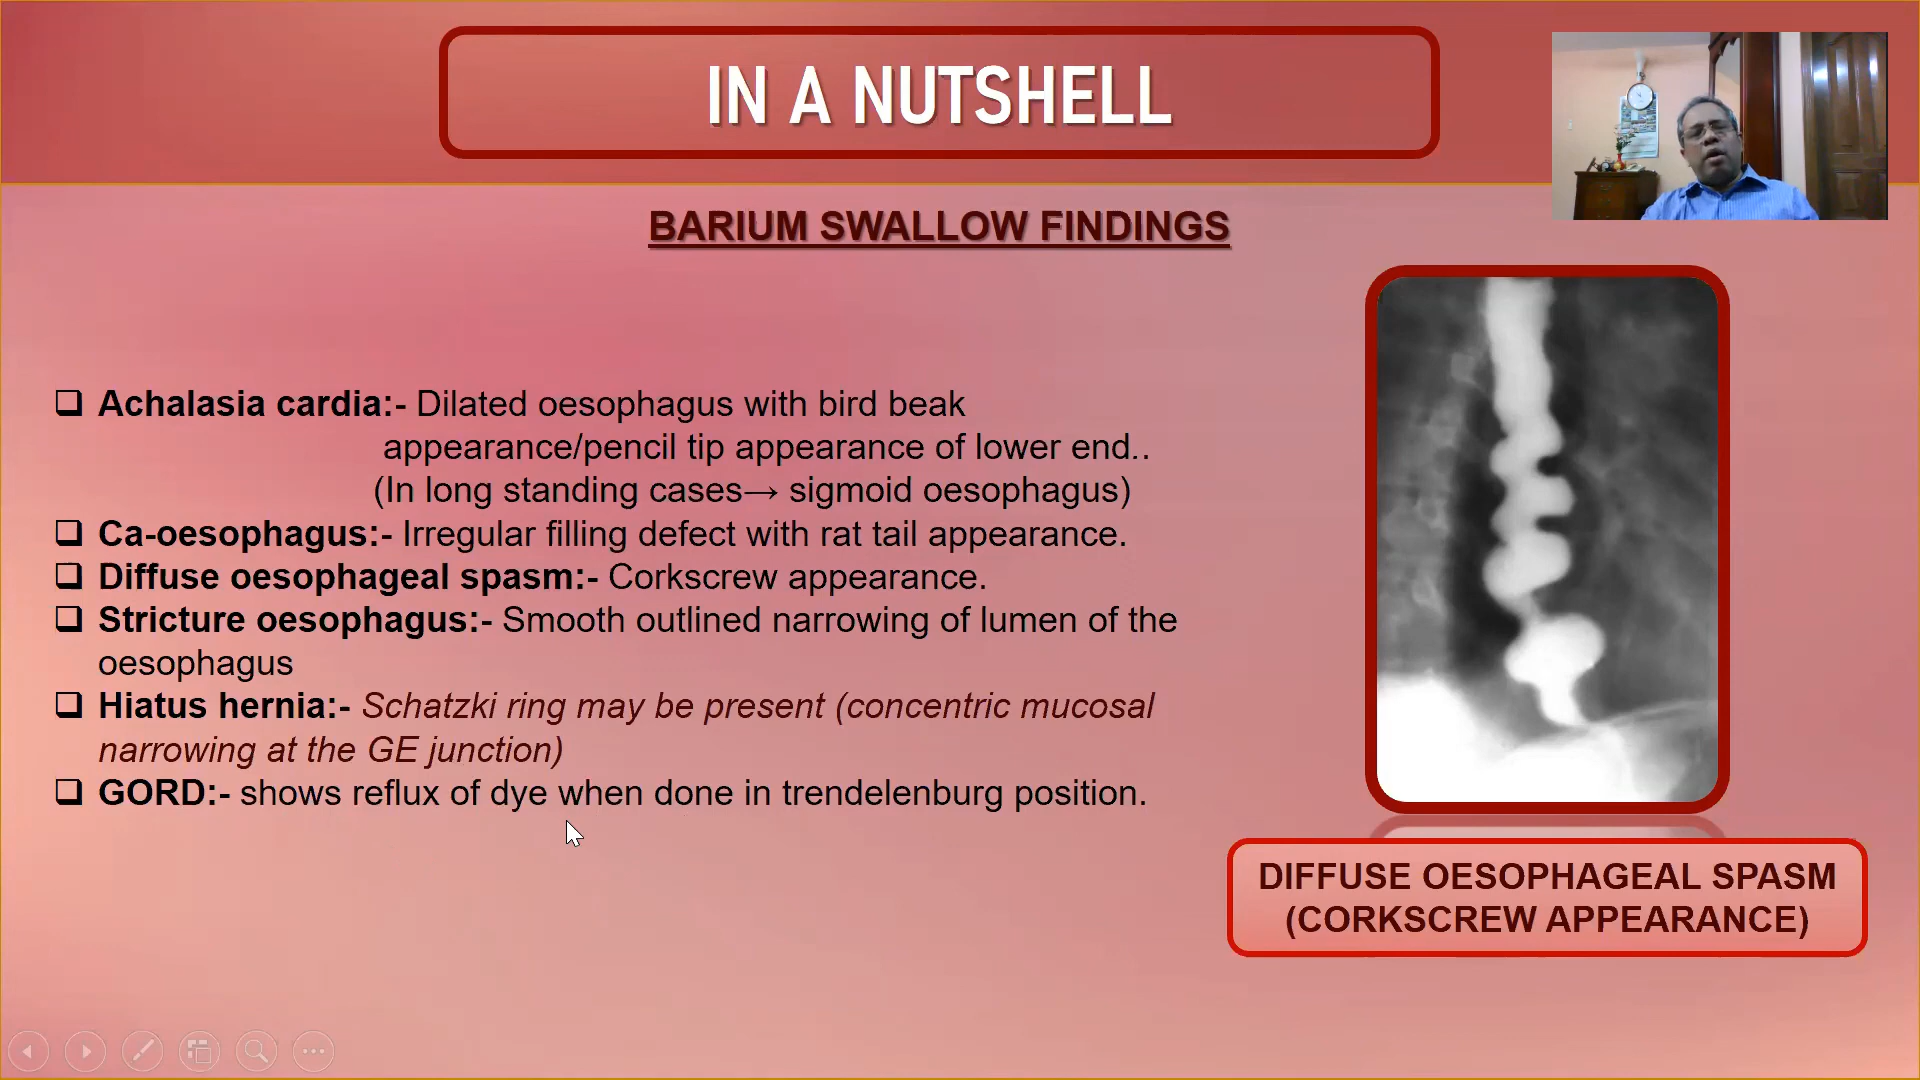 IN A NUTSHELL
BARIUM SWALLOW FINDINGS
❑ Achalasia cardia:- Dilated oesophagus with bird beak
appearance/pencil tip appearance of lower end..
(In long standing cases→ sigmoid oesophagus)
❑ Ca-oesophagus:- Irregular filling defect with rat tail appearance.
❑ Diffuse oesophageal spasm:- Corkscrew appearance.
❑ Stricture oesophagus:- Smooth outlined narrowing of lumen of the
oesophagus
❑ Hiatus hernia:- Schatzki ring may be present (concentric mucosal
narrowing at the GE junction)
❑ GORD:- shows reflux of dye when done in trendelenburg position.
DIFFUSE OESOPHAGEAL SPASM
(CORKSCREW APPEARANCE)